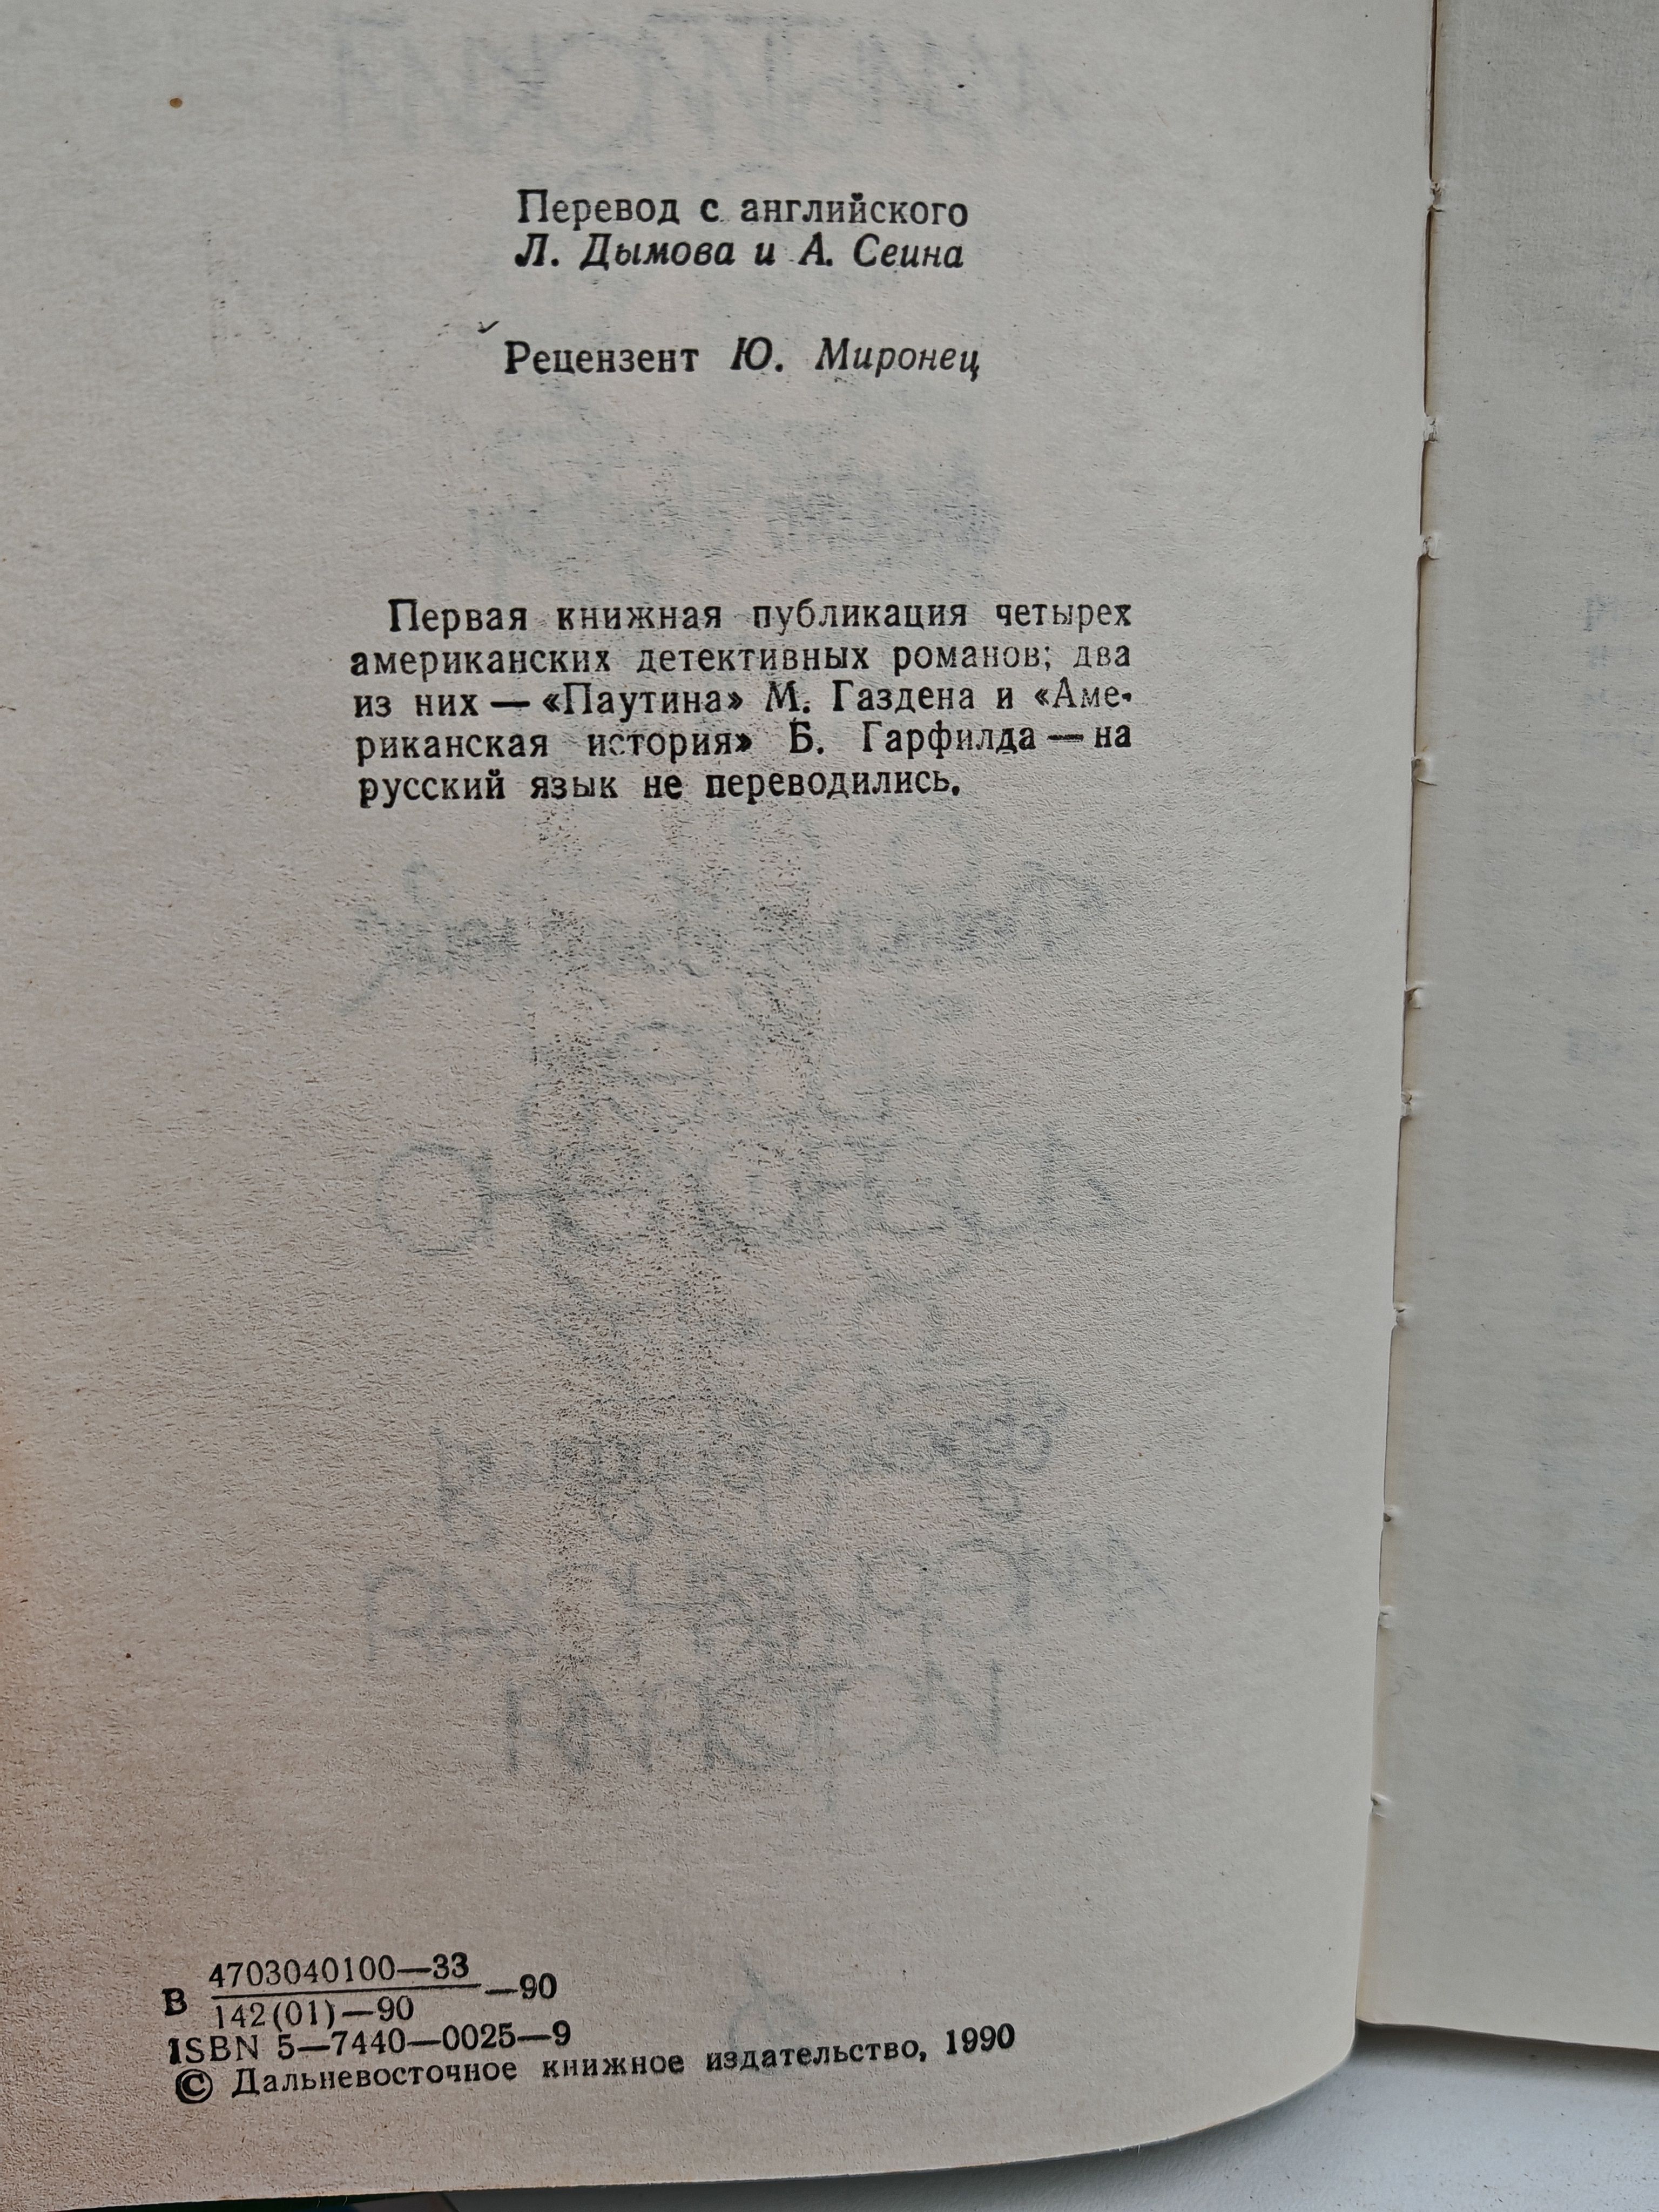 Перевод с английского
Л. Дымова и А. Сеина
Рецензент Ю. Миронец
Первая книжная публикация четырех
американских детективных романов; два
из них — «Паутина» М. Газдена и «Аме-
риканская история» Б. Гарфилда — на
русский язык не переводились.
В 4703040100—33
142(01)—90 —90
ISBN 5—7440—0025—9
© Дальневосточное книжное издательство, 1990